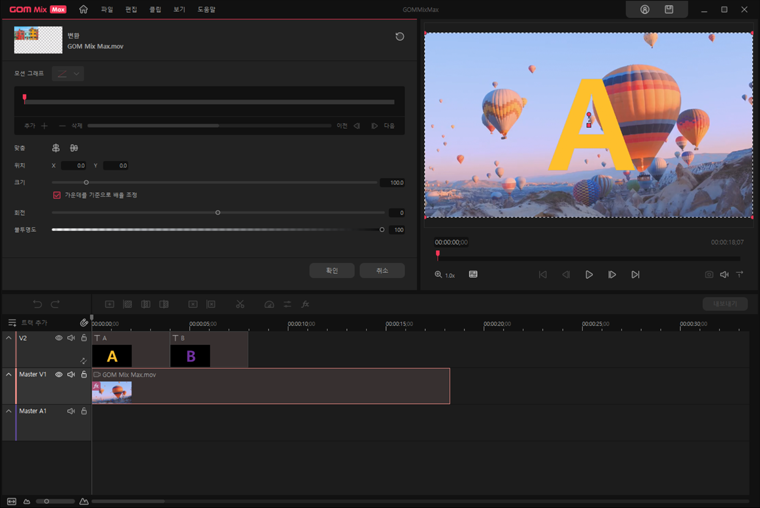 GOM Mix Max 파일 편집 클립 보기 도움말 GOMMixMax
변환
GOM Mix Max.mov
모션 그래프
추가 삭제 이전 다음
맞춤
위치 X 0.0 Y 0.0
크기 100.0
가운데를 기준으로 배율 조정
회전 0
불투명도 100
확인 취소
A
00:00:00;00 00:00:18;07
1.0x
내보내기
트랙 추가 00:00:00;00 00:00:05;00 00:00:10;00 00:00:15;00 00:00:20;00 00:00:25;00 00:00:30;00
V2 A B
A B
Master V1 GOM Mix Max.mov
fx
Master A1